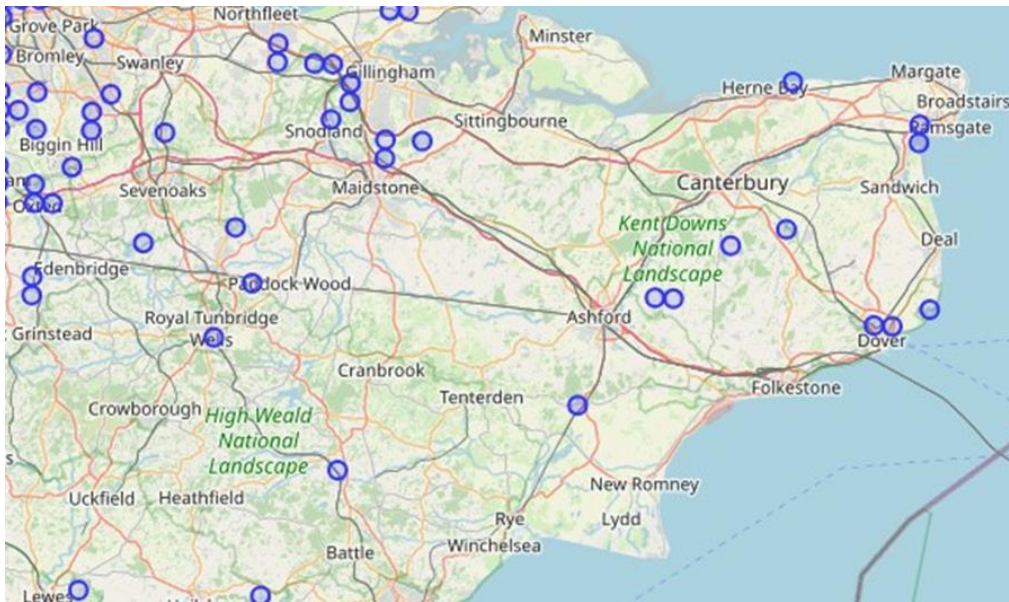 Northfleet
Grove Park
Minster
Bromley
Swanley
Gillingham
Margate
Herne Bay
Broadstairs
Sittingbourne
Snodland
Ramsgate
Biggin Hill
Sevenoaks
Maidstone
Canterbury
Sandwich
Oxted
Kent Downs
National
Landscape
Deal
Edenbridge
Paddock Wood
Royal Tunbridge
Wells
Ashford
Grinstead
Dover
Cranbrook
Folkestone
Tenterden
Crowborough
High Weald
National
Landscape
Uckfield
Heathfield
New Romney
Rye
Lydd
Winchelsea
Battle
Lewes